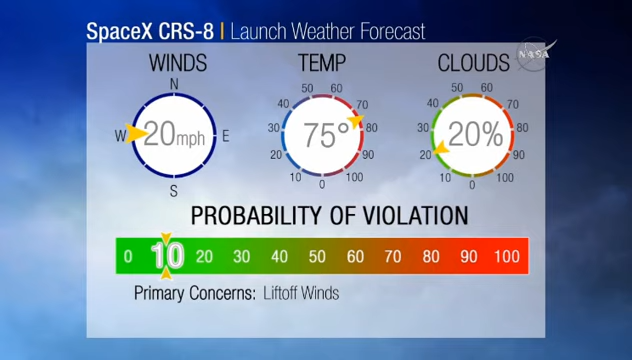 SpaceX CRS-8 | Launch Weather Forecast
NASA
WINDS
N
W
20mph
E
S
TEMP
50 60
40 70
30 80
75°
20 90
10 100
0
CLOUDS
50 60
40 70
30 80
20%
20 90
10 100
0
PROBABILITY OF VIOLATION
0 10 20 30 40 50 60 70 80 90 100
Primary Concerns: Liftoff Winds